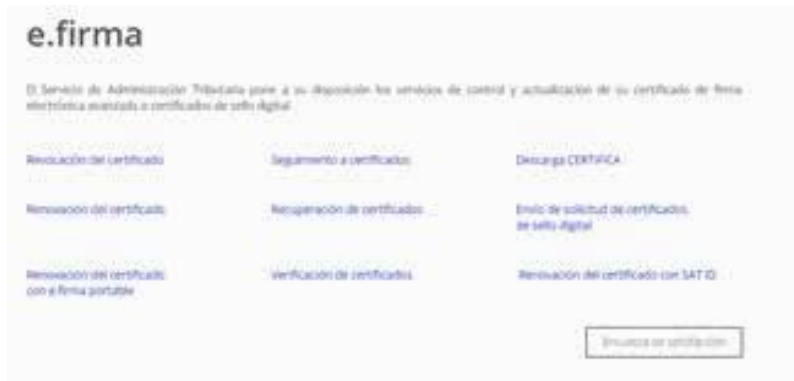 e.firma
El Servicio de Administración Tributaria pone a su disposición los servicios de control y actualización de su certificado de firma
electrónica avanzada o certificados de sello digital
Revocación del certificado
Seguimiento a certificados
Descarga CERTIFICA
Renovación del certificado
Recuperación de certificados
Envío de solicitud de certificados
de sello digital
Renovación del certificado
con e.firma portable
Verificación de certificados
Renovación del certificado con SAT ID
Encuesta de satisfacción